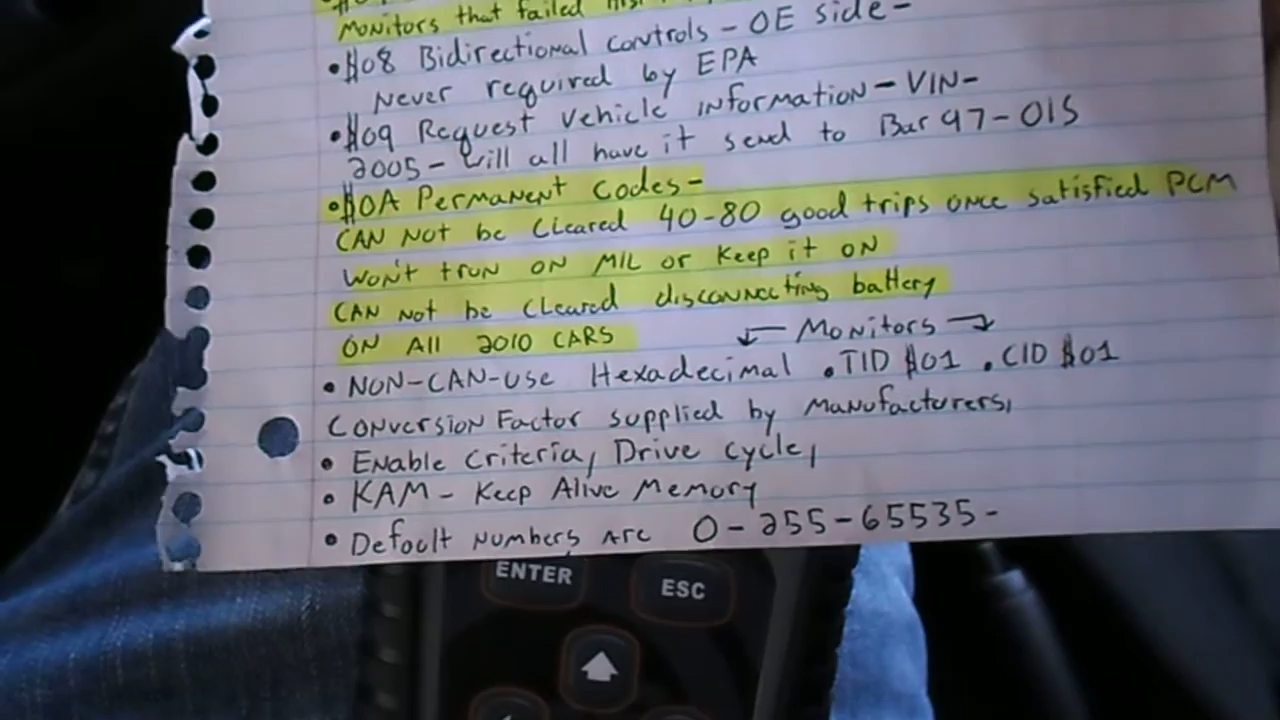 Monitors that failed
• $08 Bidirectional controls - OE side -
Never required by EPA
• $09 Request vehicle information - VIN -
2005 - will all have it send to Bar 97 - OIS
• $0A Permanent Codes -
CAN Not be Cleared 40-80 good trips once satisfied PCM
Won't trun on MIL or Keep it ON
CAN Not be Cleared disconnecting battery
ON All 2010 CARS
← Monitors →
• NON-CAN-use Hexadecimal . TID $01 . CID $01
Conversion Factor supplied by Manufacturers,
• Enable Criteria, Drive cycle,
• KAM - Keep Alive Memory
• Defoult Numbers Are 0 - 255 - 65535 -
ENTER
ESC